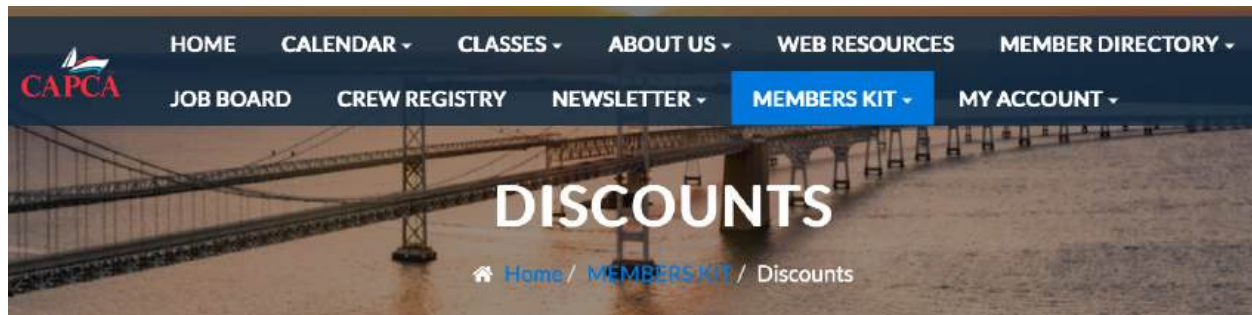 HOME CALENDAR CLASSES ABOUT US WEB RESOURCES MEMBER DIRECTORY
CAPCA
JOB BOARD CREW REGISTRY NEWSLETTER MEMBERS KIT MY ACCOUNT
DISCOUNTS
Home / MEMBERS KIT / Discounts